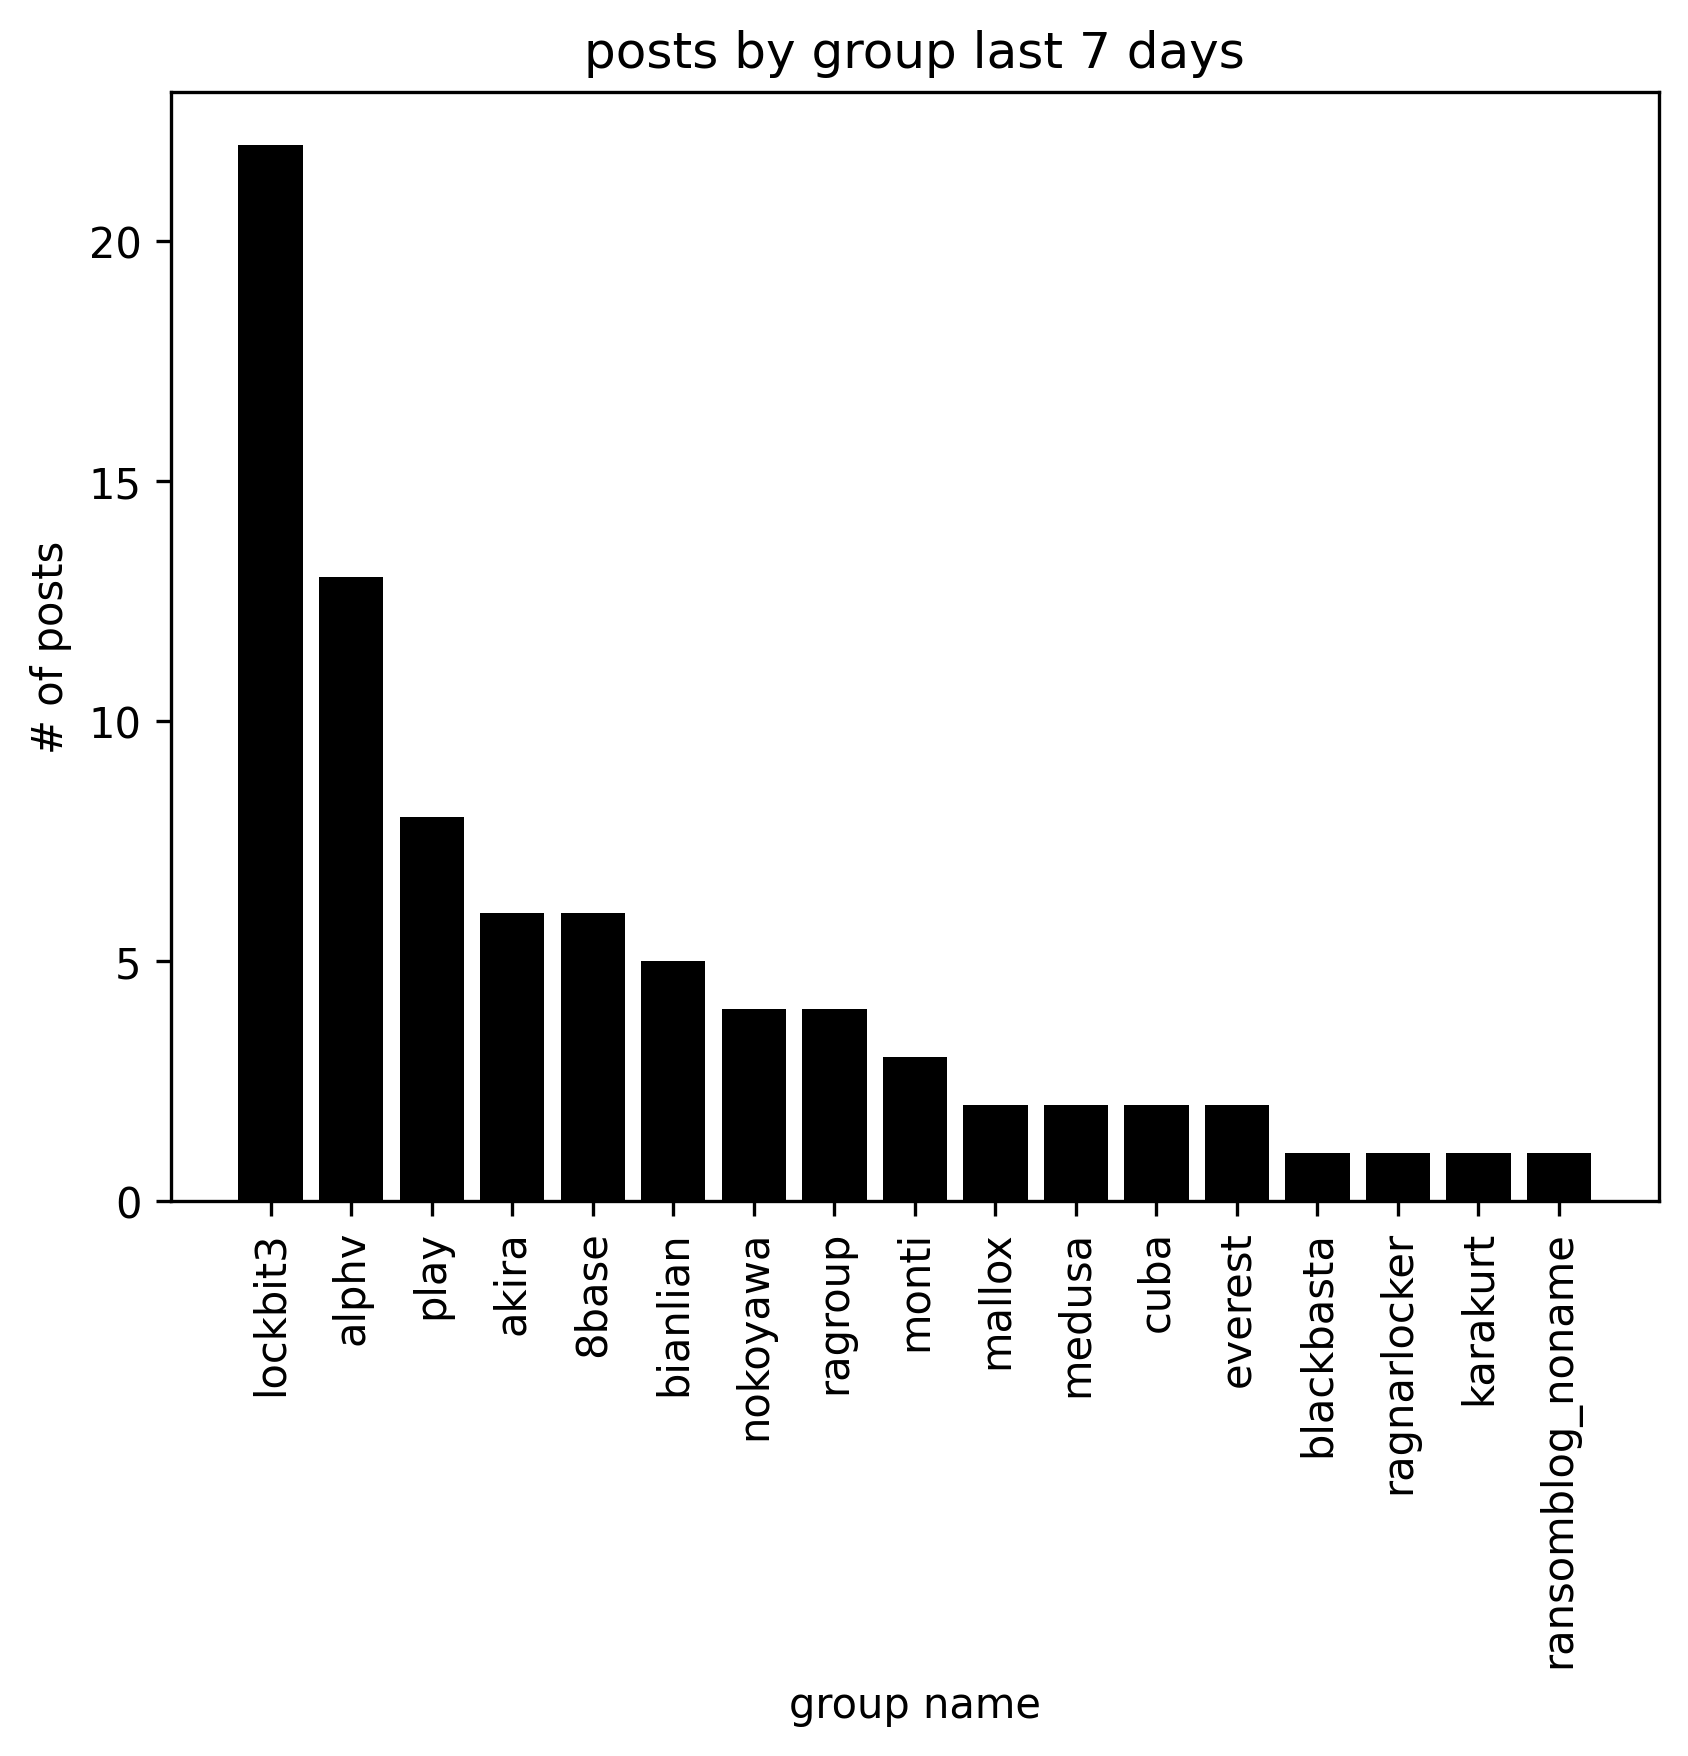 posts by group last 7 days
# of posts
20
15
10
5
0
lockbit3
alphv
play
akira
8base
bianlian
nokoyawa
ragroup
monti
mallox
medusa
cuba
everest
blackbasta
ragnarlocker
karakurt
ransomblog_noname
group name